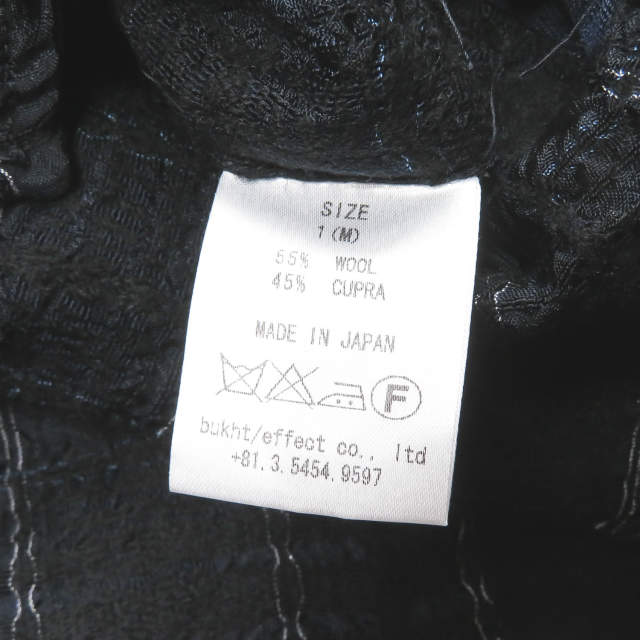 SIZE
1 (M)
55% WOOL
45% CUPRA
MADE IN JAPAN
F
bukht/effect co., ltd
+81.3.5454.9597